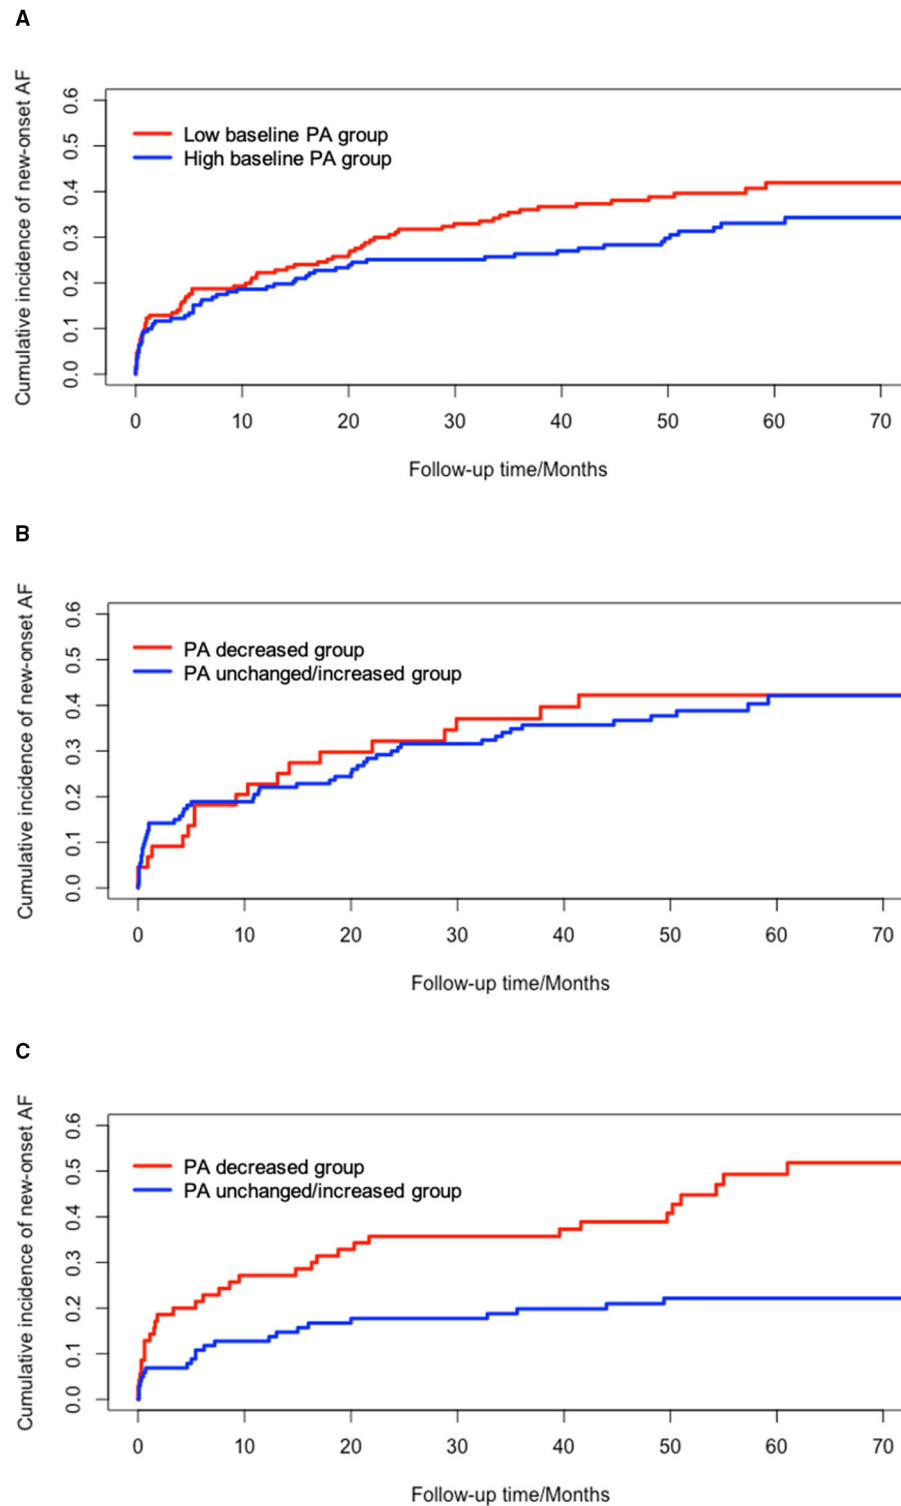 A
Cumulative incidence of new-onset AF
0.6
0.5
0.4
0.3
0.2
0.1
0.0
Low baseline PA group
High baseline PA group
0 10 20 30 40 50 60 70
Follow-up time/Months
B
Cumulative incidence of new-onset AF
0.6
0.5
0.4
0.3
0.2
0.1
0.0
PA decreased group
PA unchanged/increased group
0 10 20 30 40 50 60 70
Follow-up time/Months
C
Cumulative incidence of new-onset AF
0.6
0.5
0.4
0.3
0.2
0.1
0.0
PA decreased group
PA unchanged/increased group
0 10 20 30 40 50 60 70
Follow-up time/Months